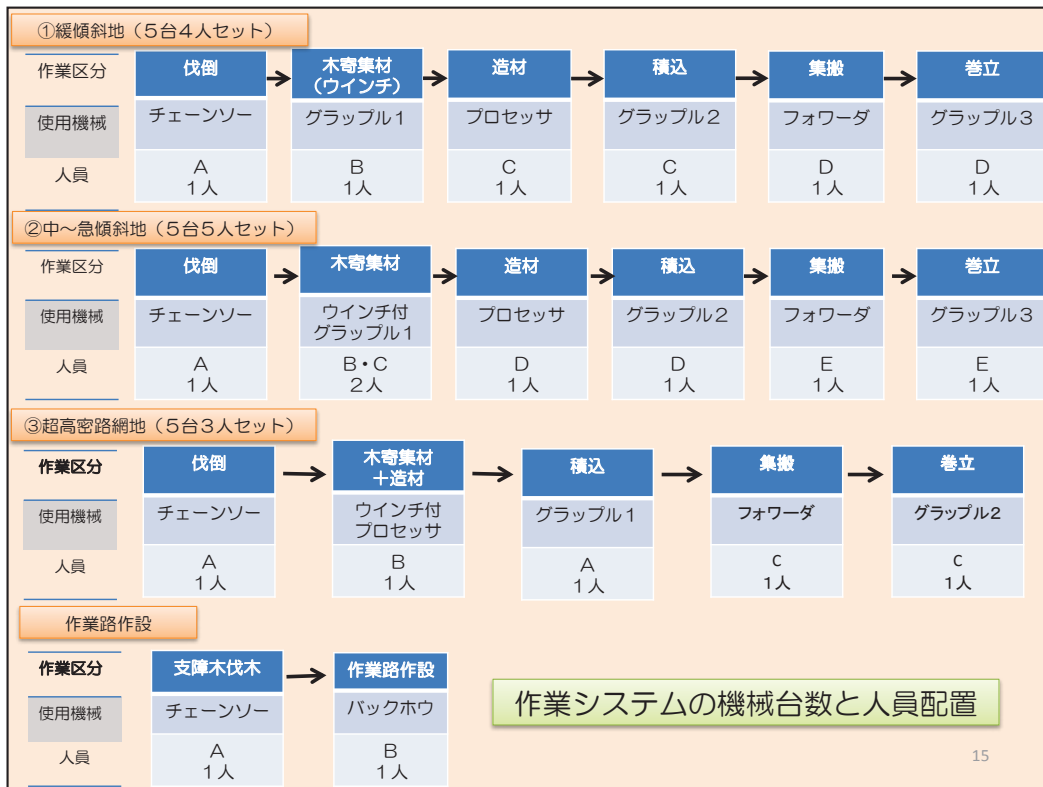 ①緩傾斜地（５台４人セット）
作業区分
伐倒
木寄集材
（ウインチ）
造材
積込
集搬
巻立
使用機械
チェーンソー
グラップル１
プロセッサ
グラップル２
フォワーダ
グラップル３
人員
A
１人
B
１人
C
１人
C
１人
D
１人
D
１人
②中～急傾斜地（５台５人セット）
作業区分
伐倒
木寄集材
造材
積込
集搬
巻立
使用機械
チェーンソー
ウインチ付
グラップル１
プロセッサ
グラップル２
フォワーダ
グラップル３
人員
A
１人
B・C
２人
D
１人
D
１人
E
１人
E
１人
③超高密路網地（５台３人セット）
作業区分
伐倒
木寄集材
＋造材
積込
集搬
巻立
使用機械
チェーンソー
ウインチ付
プロセッサ
グラップル１
フォワーダ
グラップル2
人員
A
１人
B
１人
A
１人
C
1人
C
1人
作業路作設
作業区分
支障木伐木
作業路作設
使用機械
チェーンソー
バックホウ
人員
A
１人
B
１人
作業システムの機械台数と人員配置
15